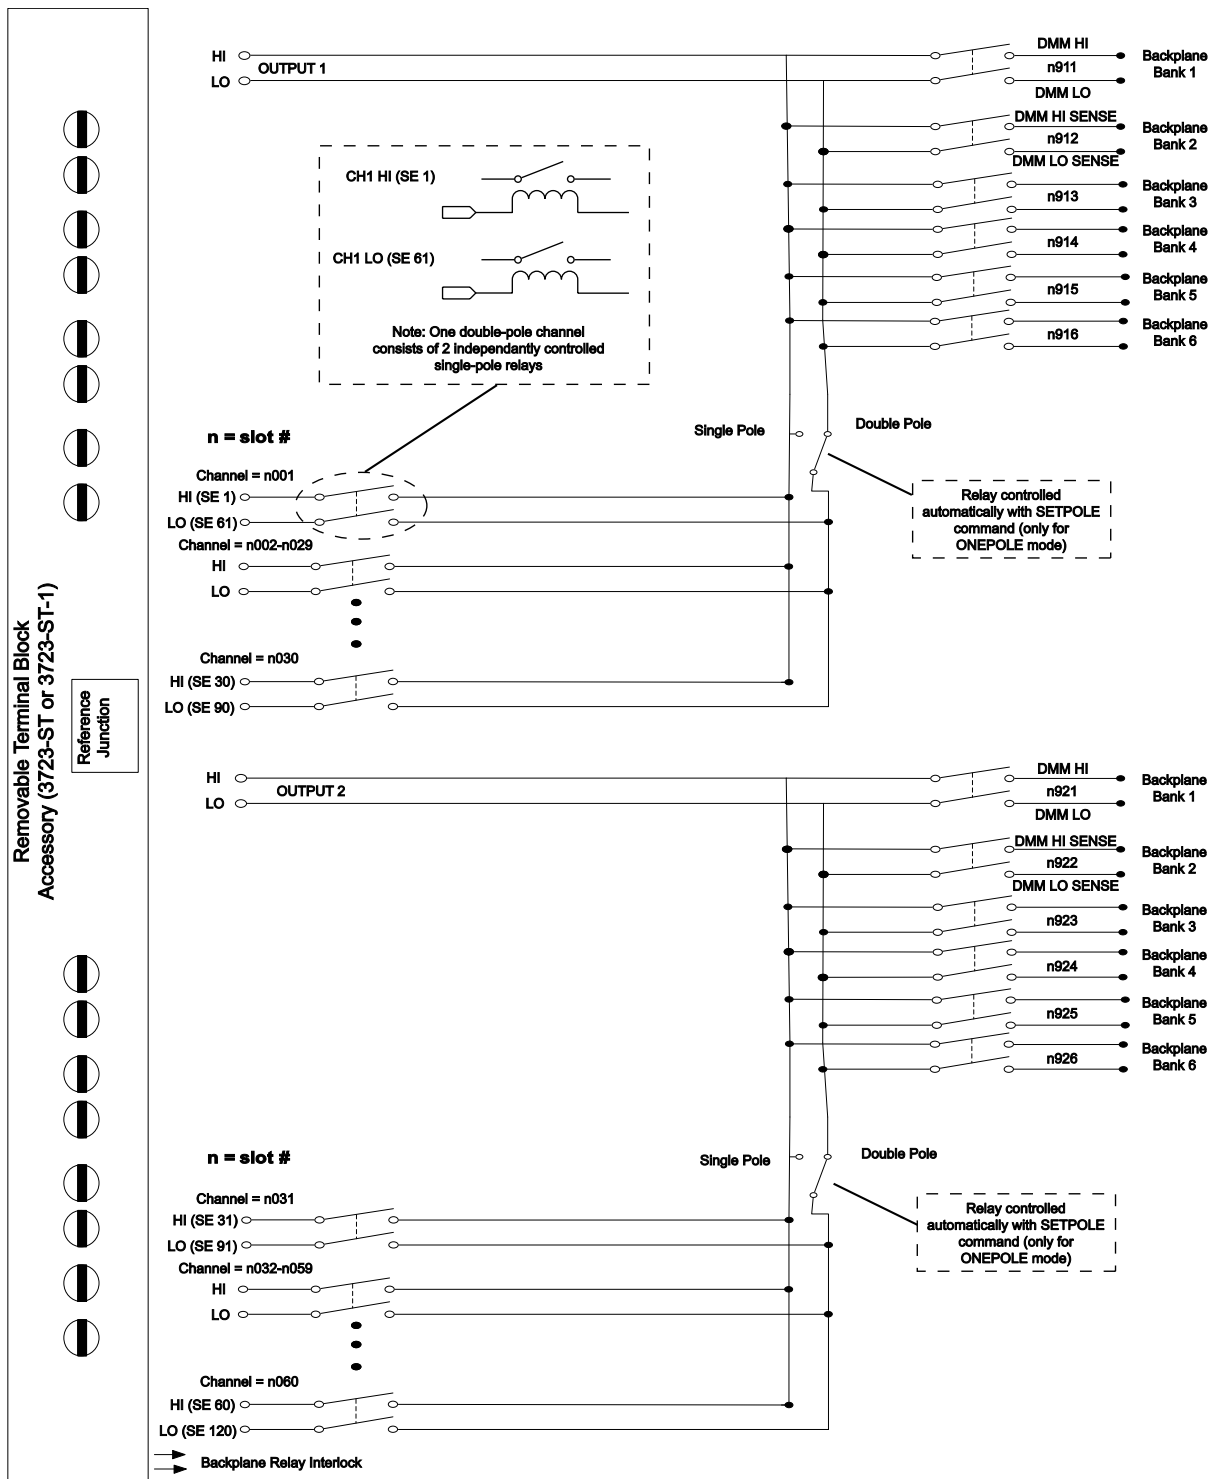 Removable Terminal Block
Accessory (3723-ST or 3723-ST-1)
Reference
Junction
HI
LO
OUTPUT 1
DMM HI
n911
DMM LO
Backplane
Bank 1
DMM HI SENSE
n912
DMM LO SENSE
Backplane
Bank 2
n913
Backplane
Bank 3
n914
Backplane
Bank 4
n915
Backplane
Bank 5
n916
Backplane
Bank 6
CH1 HI (SE 1)
CH1 LO (SE 61)
Note: One double-pole channel
consists of 2 independantly controlled
single-pole relays
n = slot #
Single Pole
Double Pole
Relay controlled
automatically with SETPOLE
command (only for
ONEPOLE mode)
Channel = n001
HI (SE 1)
LO (SE 61)
Channel = n002-n029
HI
LO
Channel = n030
HI (SE 30)
LO (SE 90)
HI
LO
OUTPUT 2
DMM HI
n921
DMM LO
Backplane
Bank 1
DMM HI SENSE
n922
DMM LO SENSE
Backplane
Bank 2
n923
Backplane
Bank 3
n924
Backplane
Bank 4
n925
Backplane
Bank 5
n926
Backplane
Bank 6
n = slot #
Single Pole
Double Pole
Relay controlled
automatically with SETPOLE
command (only for
ONEPOLE mode)
Channel = n031
HI (SE 31)
LO (SE 91)
Channel = n032-n059
HI
LO
Channel = n060
HI (SE 60)
LO (SE 120)
Backplane Relay Interlock